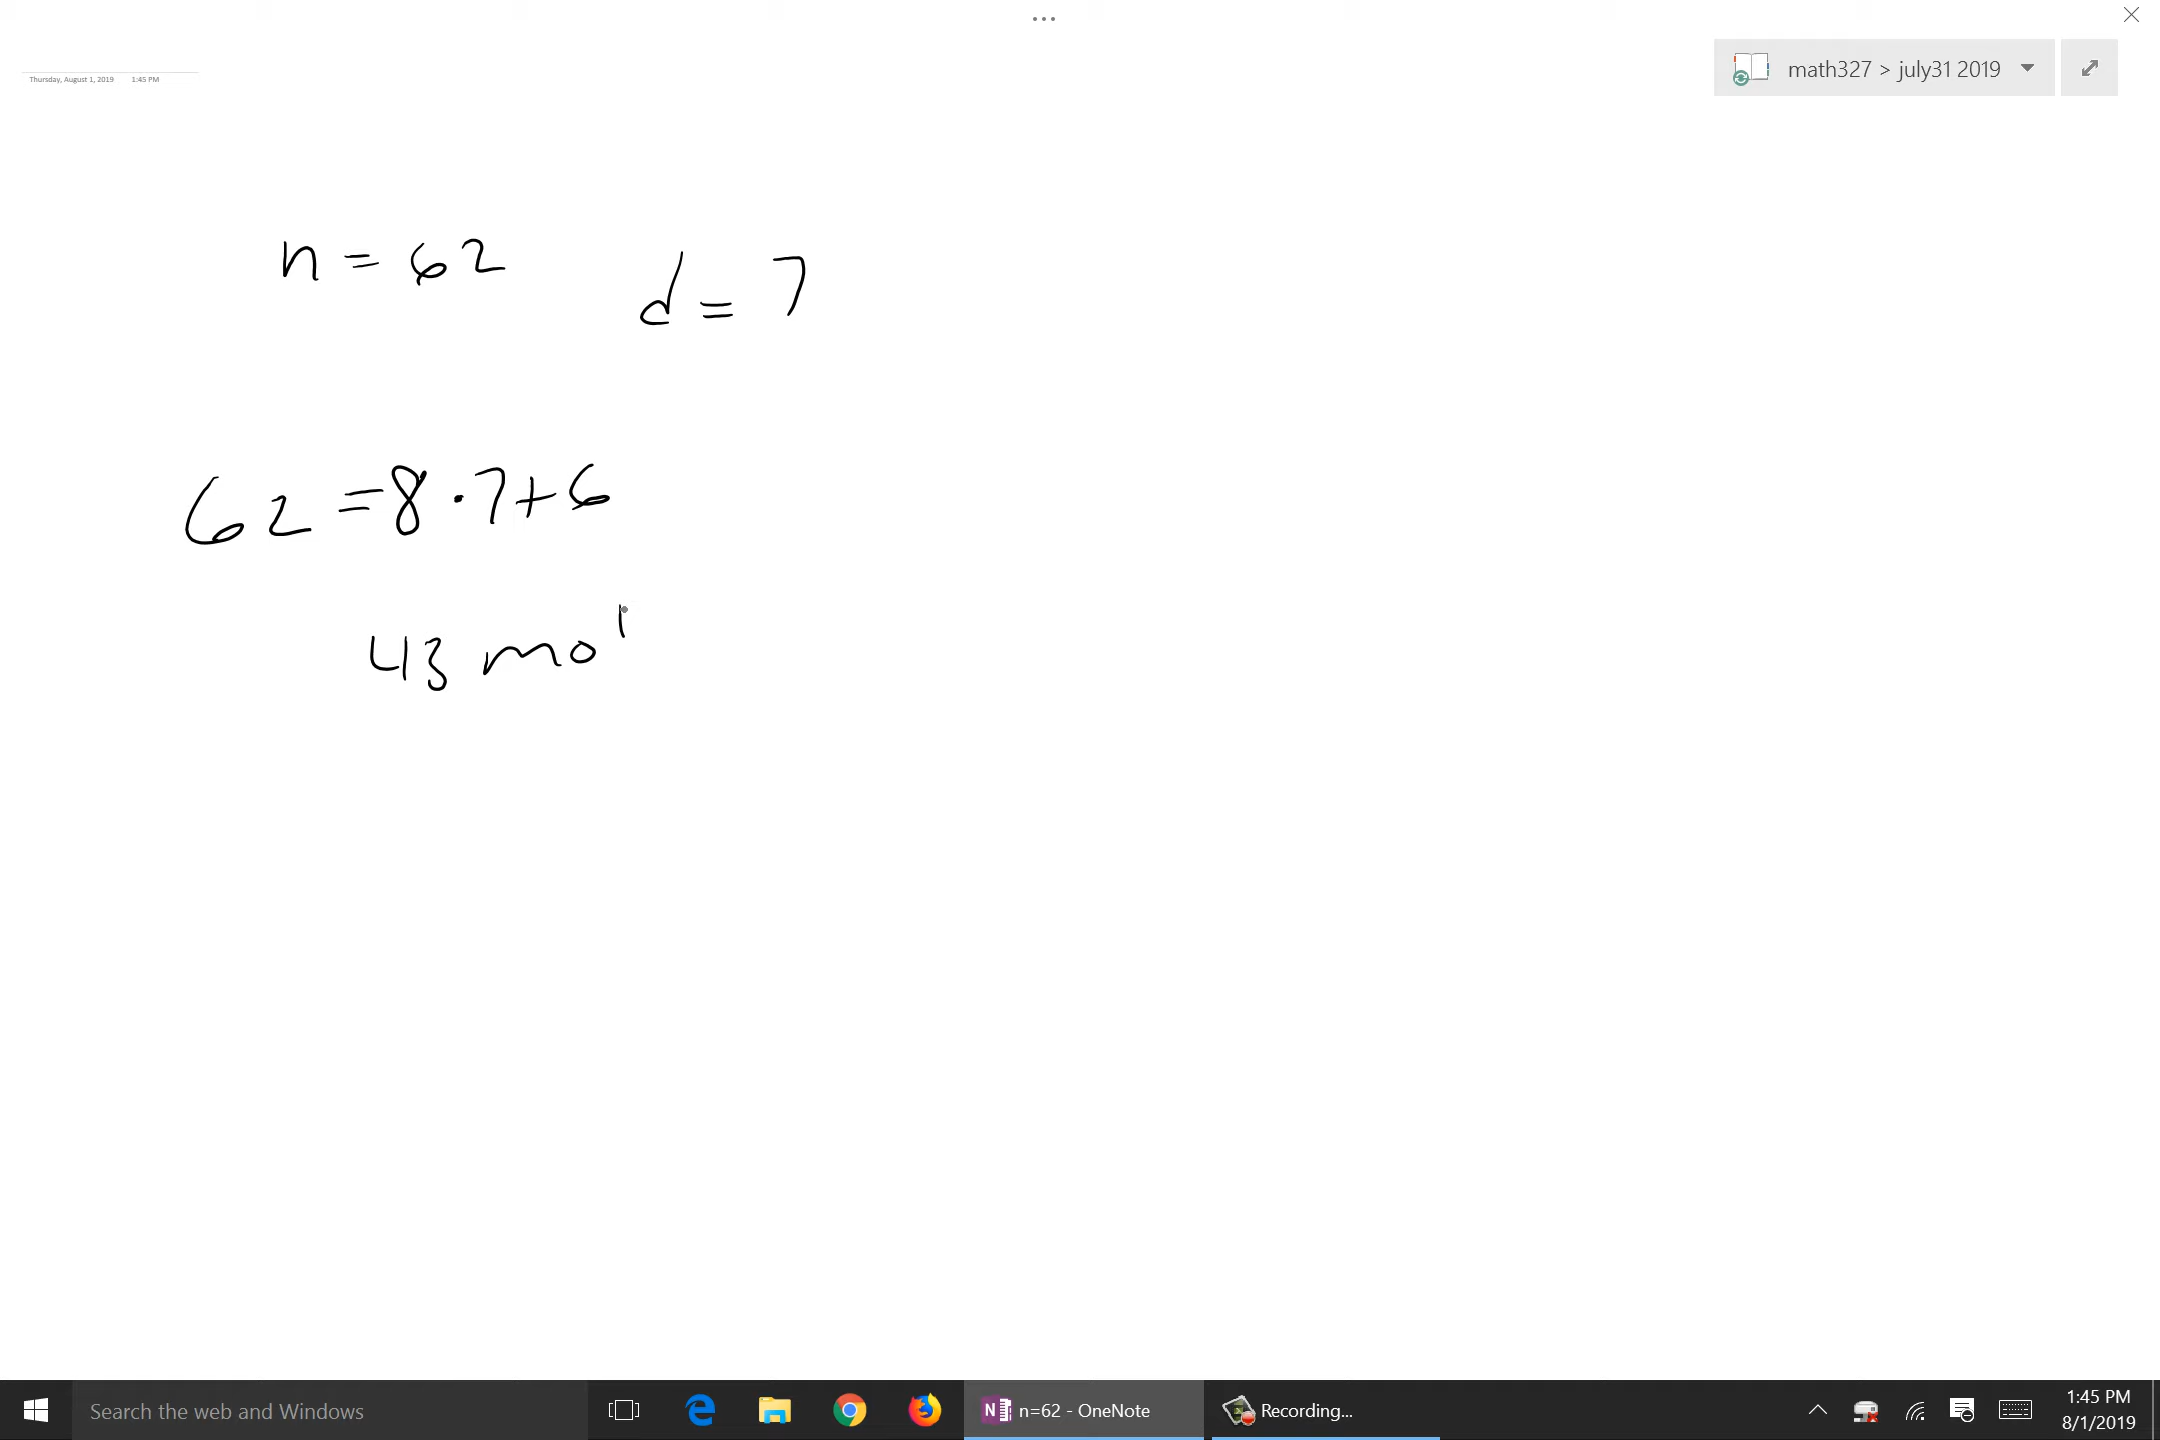 Thursday, August 1, 2019 1:45 PM
math327 > july31 2019
n = 62 d = 7
62 = 8 · 7 + 6
43 mo
Search the web and Windows
n=62 - OneNote
Recording...
1:45 PM
8/1/2019